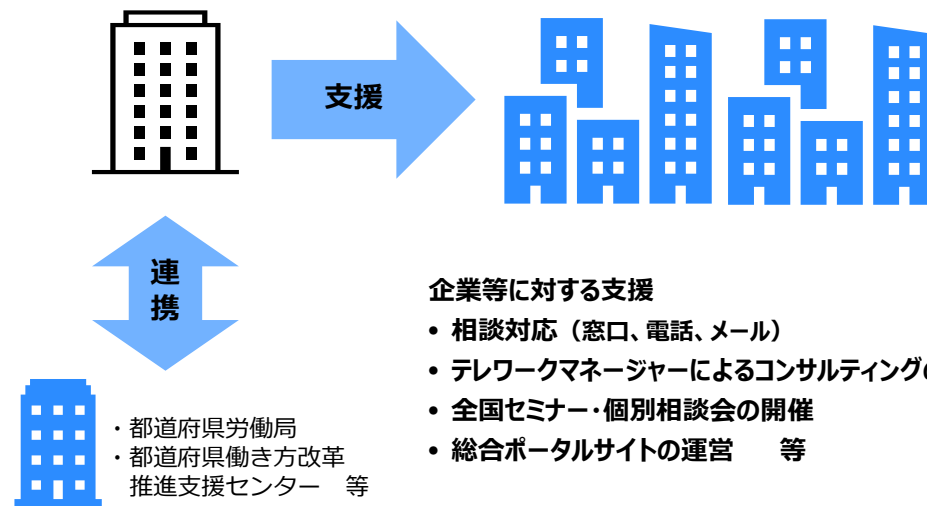 支援
連
携
企業等に対する支援
• 相談対応（窓口、電話、メール）
• テレワークマネージャーによるコンサルティング
• 全国セミナー・個別相談会の開催
• 総合ポータルサイトの運営　等
・都道府県労働局
・都道府県働き方改革
推進支援センター　等